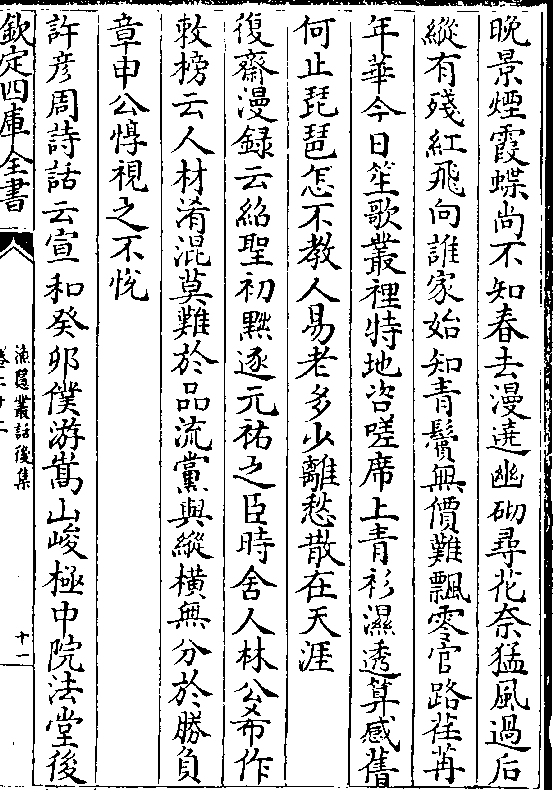 晚景煙霞蝶尚不知春去漫遶幽砌尋花奈猛風過后
縱有殘紅飛向誰家始知青鬢無價難飄零官路荏苒
年華今日笙歌叢裡特地咨嗟席上青衫濕透算感舊
何止琵琶怎不教人易老多少離愁散在天涯
復齋漫録云紹聖初黜逐元祐之臣時舍人林公希作
敕榜云人材淆混莫難於品流黨與縱橫無分於勝負
章申公惇視之不悅
許彦周詩話云宣和癸夘僕游嵩山峻極中院法堂後
欽定四庫全書
漁隱叢話後集
卷三十二
十一